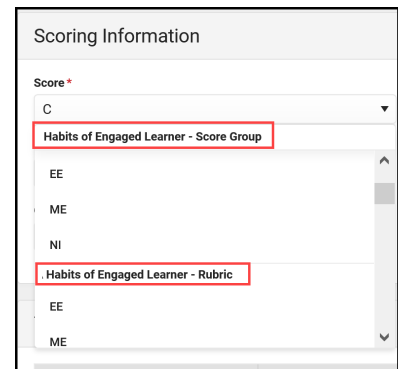 Scoring Information
Score *
C
Habits of Engaged Learner - Score Group
EE
ME
NI
. Habits of Engaged Learner - Rubric
EE
ME